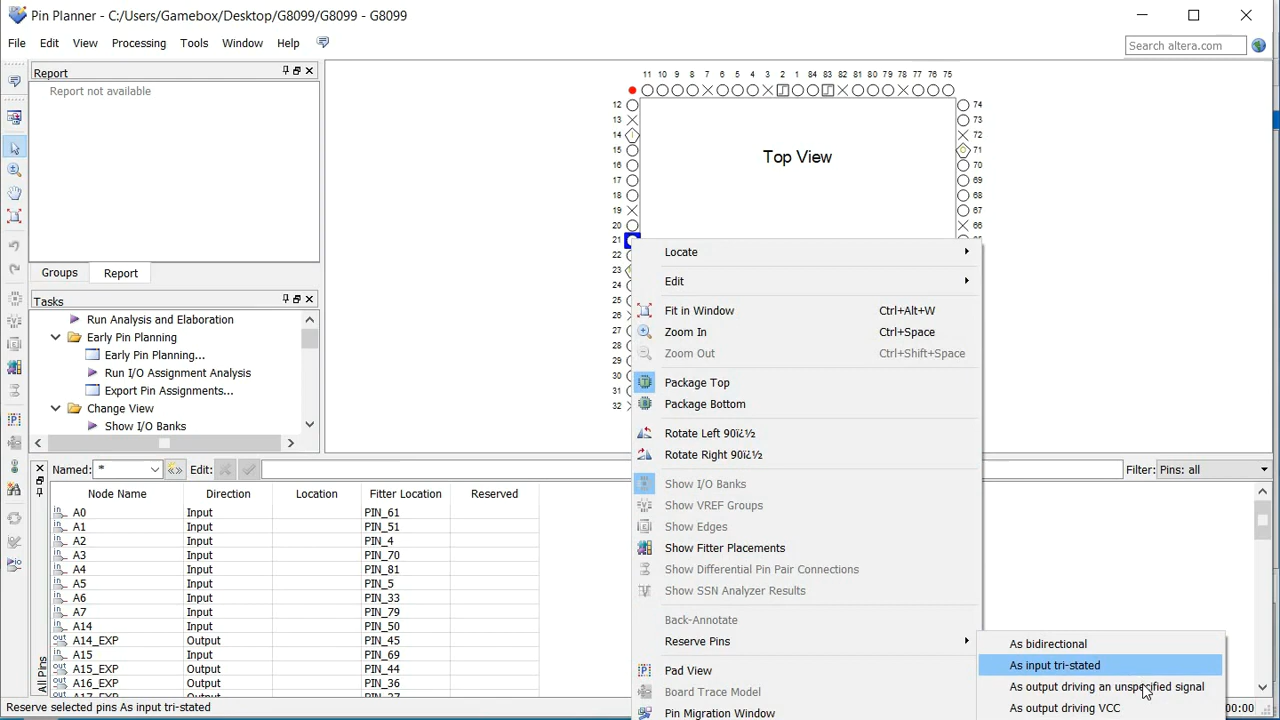 Pin Planner - C:/Users/Gamebox/Desktop/G8099/G8099 - G8099
File Edit View Processing Tools Window Help
Search altera.com
Report
Report not available
Groups Report
Tasks
Run Analysis and Elaboration
Early Pin Planning
Early Pin Planning...
Run I/O Assignment Analysis
Export Pin Assignments...
Change View
Show I/O Banks
11 10 9 8 7 6 5 4 3 2 1 84 83 82 81 80 79 78 77 76 75
12 74
13 73
14 72
15 71
16 70
17 69
18 68
19 67
20 66
21
22
23
24
25
26
27
28
29
30
31
32
Top View
Locate
Edit
Fit in Window Ctrl+Alt+W
Zoom In Ctrl+Space
Zoom Out Ctrl+Shift+Space
Package Top
Package Bottom
Rotate Left 90ï¿½
Rotate Right 90ï¿½
Show I/O Banks
Show VREF Groups
Show Edges
Show Fitter Placements
Show Differential Pin Pair Connections
Show SSN Analyzer Results
Back-Annotate
Reserve Pins
Pad View
Board Trace Model
Pin Migration Window
As bidirectional
As input tri-stated
As output driving an unspecified signal
As output driving VCC
Named: * Edit: Filter: Pins: all
Node Name Direction Location Fitter Location Reserved
A0 Input PIN_61
A1 Input PIN_51
A2 Input PIN_4
A3 Input PIN_70
A4 Input PIN_81
A5 Input PIN_5
A6 Input PIN_33
A7 Input PIN_79
A14 Input PIN_50
A14_EXP Output PIN_45
A15 Input PIN_69
A15_EXP Output PIN_44
A16_EXP Output PIN_36
A17_EXP Output PIN_37
All Pins
Reserve selected pins As input tri-stated
00:00